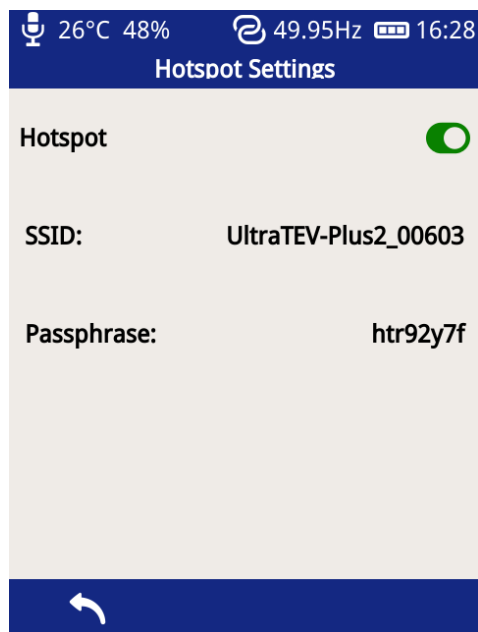 26°C 48% 49.95Hz 16:28
Hotspot Settings
Hotspot
SSID: UltraTEV-Plus2_00603
Passphrase: htr92y7f